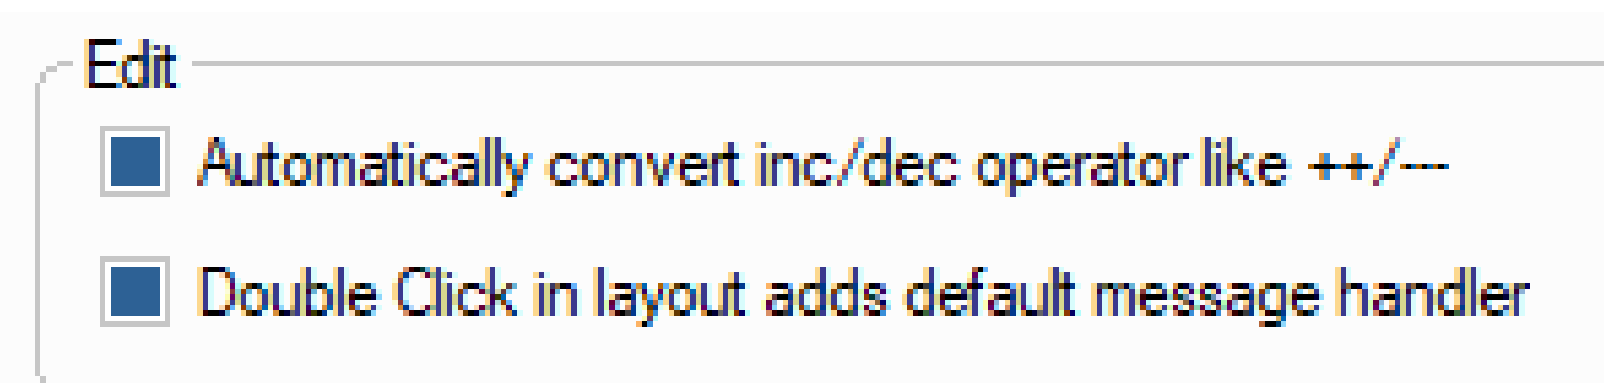 Edit
Automatically convert inc/dec operator like ++/---
Double Click in layout adds default message handler